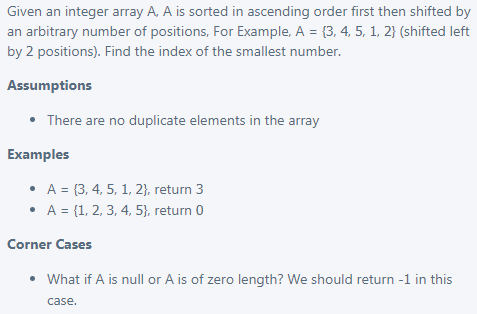 Given an integer array A, A is sorted in ascending order first then shifted by
an arbitrary number of positions, For Example, A = {3, 4, 5, 1, 2} (shifted left
by 2 positions). Find the index of the smallest number.
Assumptions
• There are no duplicate elements in the array
Examples
• A = {3, 4, 5, 1, 2}, return 3
• A = {1, 2, 3, 4, 5}, return 0
Corner Cases
• What if A is null or A is of zero length? We should return -1 in this
case.